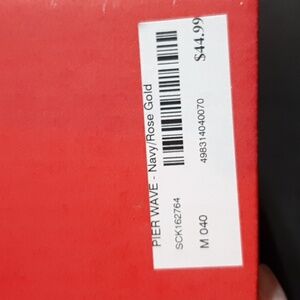 PIER WAVE - Navy/Rose Gold
SCK162764
498314040070
M 040
$44.99